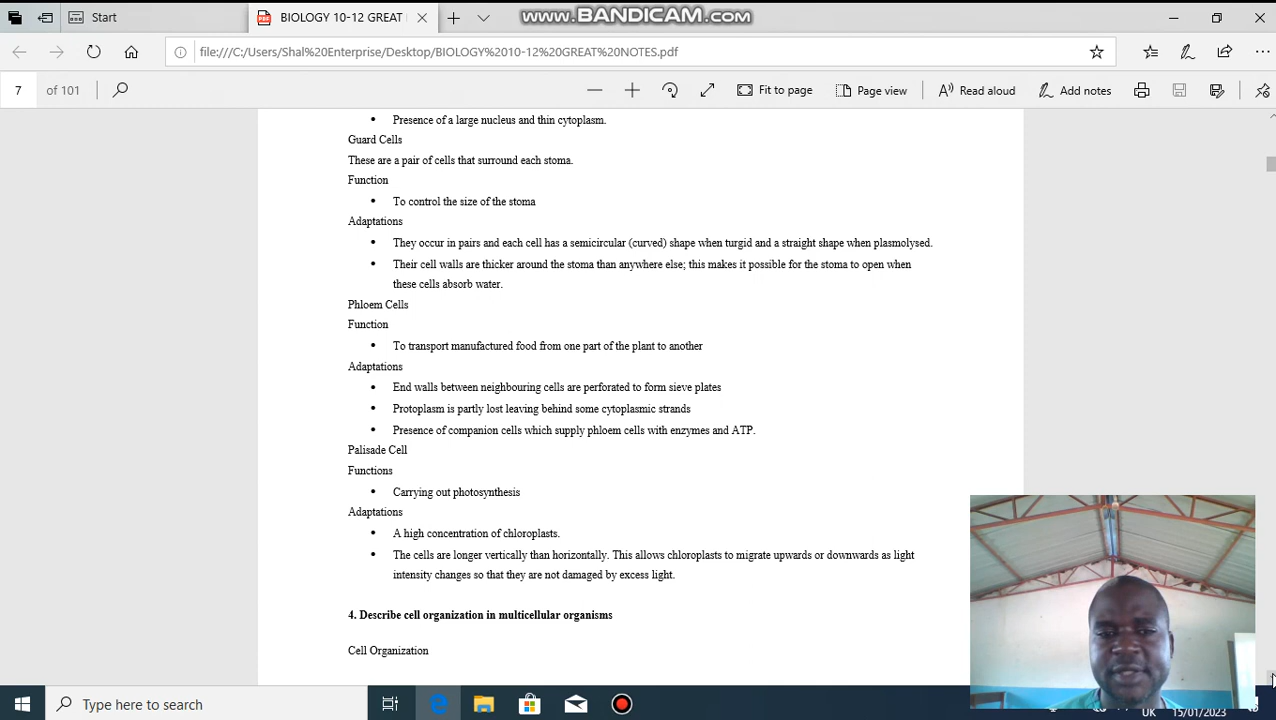 Start
BIOLOGY 10-12 GREAT
www.BANDICAM.com
file:///C:/Users/Shal%20Enterprise/Desktop/BIOLOGY%2010-12%20GREAT%20NOTES.pdf
7 of 101
Fit to page
Page view
Read aloud
Add notes
• Presence of a large nucleus and thin cytoplasm.
Guard Cells
These are a pair of cells that surround each stoma.
Function
• To control the size of the stoma
Adaptations
• They occur in pairs and each cell has a semicircular (curved) shape when turgid and a straight shape when plasmolysed.
• Their cell walls are thicker around the stoma than anywhere else; this makes it possible for the stoma to open when
these cells absorb water.
Phloem Cells
Function
• To transport manufactured food from one part of the plant to another
Adaptations
• End walls between neighbouring cells are perforated to form sieve plates
• Protoplasm is partly lost leaving behind some cytoplasmic strands
• Presence of companion cells which supply phloem cells with enzymes and ATP.
Palisade Cell
Functions
• Carrying out photosynthesis
Adaptations
• A high concentration of chloroplasts.
• The cells are longer vertically than horizontally. This allows chloroplasts to migrate upwards or downwards as light
intensity changes so that they are not damaged by excess light.
4. Describe cell organization in multicellular organisms
Cell Organization
Type here to search
UK
15/01/2023